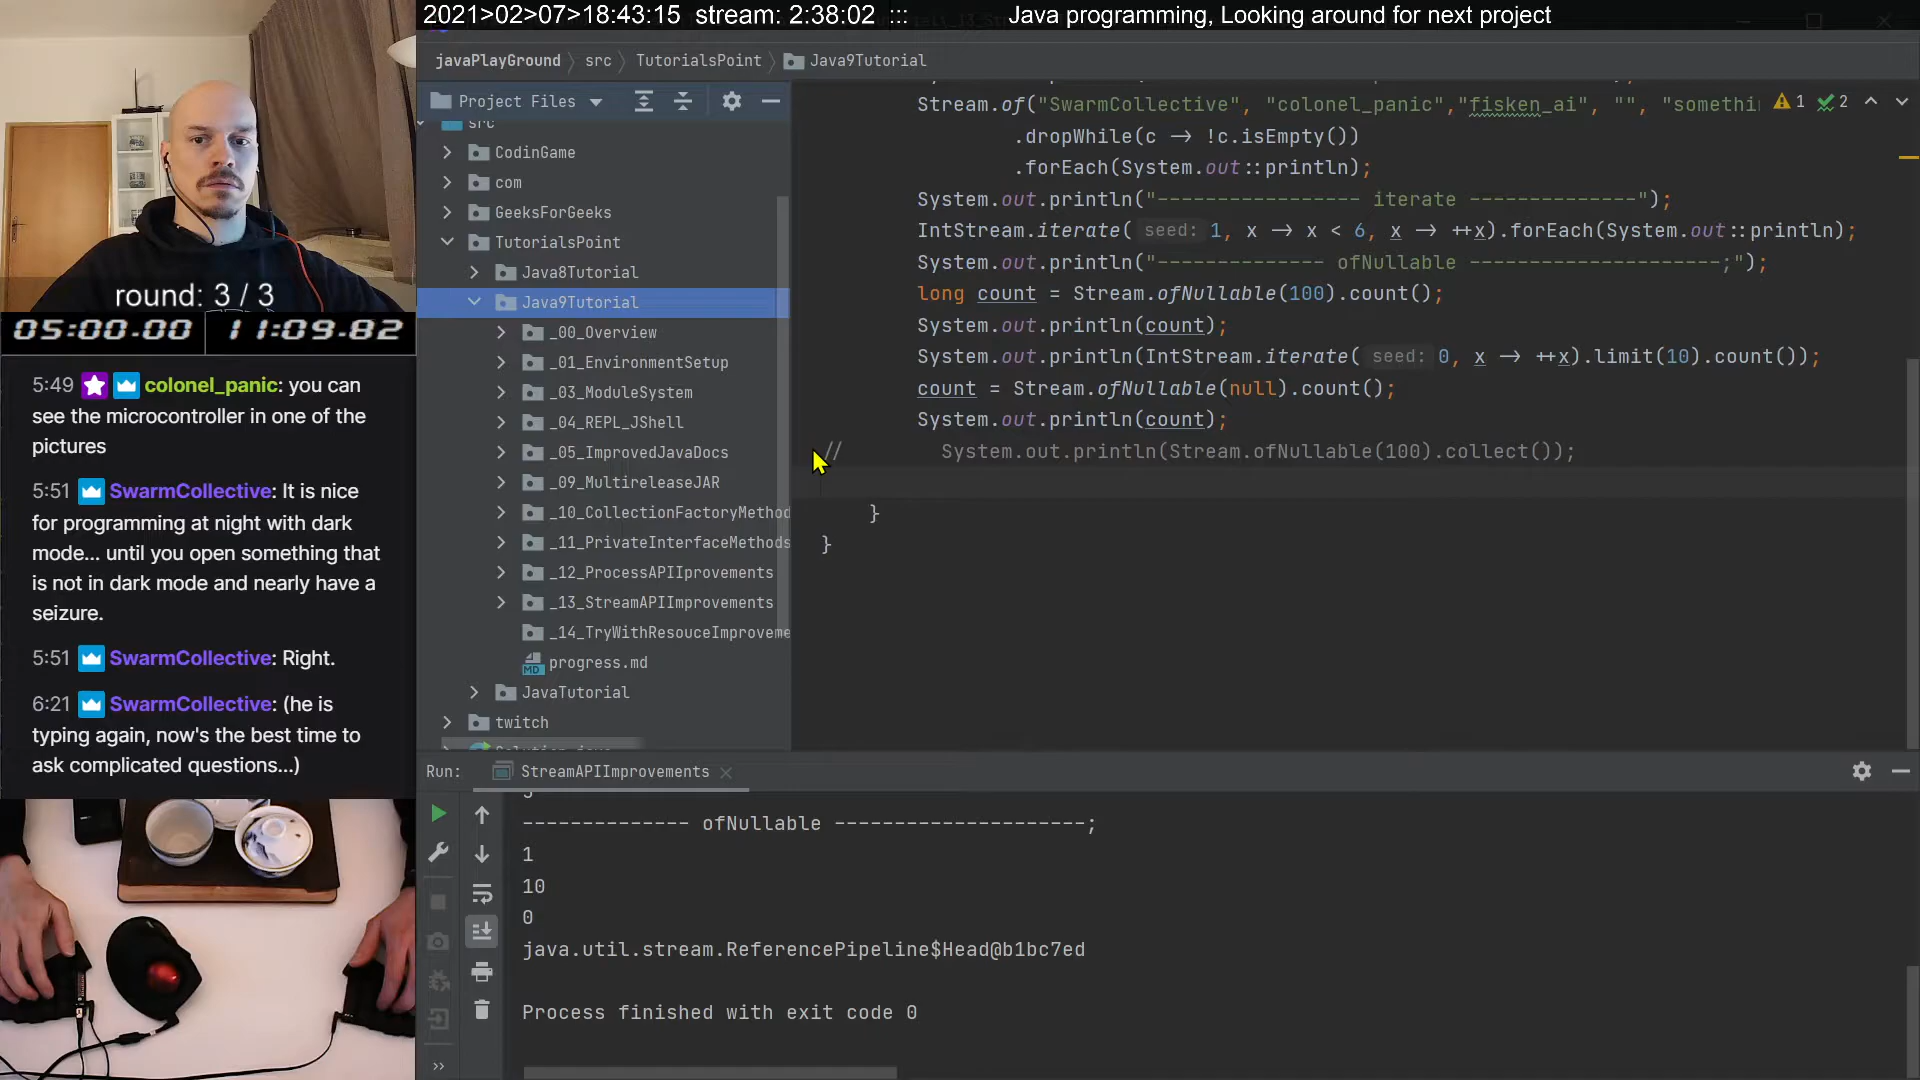 2021>02>07>18:43:15 stream: 2:38:02 ::: Java programming, Looking around for next project
javaPlayGround src TutorialsPoint Java9Tutorial
Project Files
src
CodinGame
com
GeeksForGeeks
TutorialsPoint
Java8Tutorial
Java9Tutorial
_00_Overview
_01_EnvironmentSetup
_03_ModuleSystem
_04_REPL_JShell
_05_ImprovedJavaDocs
_09_MultireleaseJAR
_10_CollectionFactoryMethod
_11_PrivateInterfaceMethods
_12_ProcessAPIIprovements
_13_StreamAPIImprovements
_14_TryWithResouceImproveme
MD progress.md
JavaTutorial
twitch
Stream.of("SwarmCollective", "colonel_panic","fisken_ai", "", "somethi
1 2
.dropWhile(c -> !c.isEmpty())
.forEach(System.out::println);
System.out.println("----------------- iterate --------------");
IntStream.iterate( seed: 1, x -> x < 6, x -> ++x).forEach(System.out::println);
System.out.println("-------------- ofNullable ---------------------;");
long count = Stream.ofNullable(100).count();
System.out.println(count);
System.out.println(IntStream.iterate( seed: 0, x -> ++x).limit(10).count());
count = Stream.ofNullable(null).count();
System.out.println(count);
// System.out.println(Stream.ofNullable(100).collect());
}
}
round: 3 / 3
05:00.00 11:09.82
5:49 colonel_panic: you can
see the microcontroller in one of the
pictures
5:51 SwarmCollective: It is nice
for programming at night with dark
mode... until you open something that
is not in dark mode and nearly have a
seizure.
5:51 SwarmCollective: Right.
6:21 SwarmCollective: (he is
typing again, now's the best time to
ask complicated questions...)
Run: StreamAPIImprovements
-------------- ofNullable ---------------------;
1
10
0
java.util.stream.ReferencePipeline$Head@b1bc7ed
Process finished with exit code 0